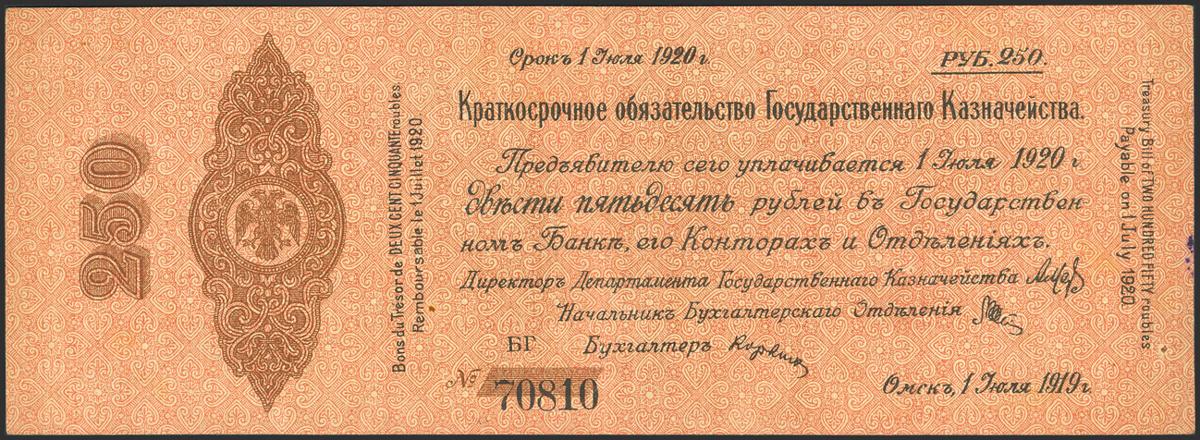 250
Bons du Trésor de DEUX CENT CINQUANTE roubles.
Remboursable le 1 Juillet 1920
Срокъ 1 Іюля 1920 г.
РУБ. 250.
Краткосрочное обязательство Государственнаго Казначейства.
Предъявителю сего уплачивается 1 Іюля 1920 г
двѣсти пятьдесятъ рублей въ Государствен
номъ Банкѣ, его Конторахъ и Отдѣленіяхъ.
Директоръ Департамента Государственнаго Казначейства
Начальникъ Бухгалтерскаго Отдѣленія
БГ Бухгалтеръ
№ 70810
Омскъ, 1 Іюля 1919 г.
Treasury Bill of TWO HUNDRED FIFTY roubles
Payable on 1 July 1920